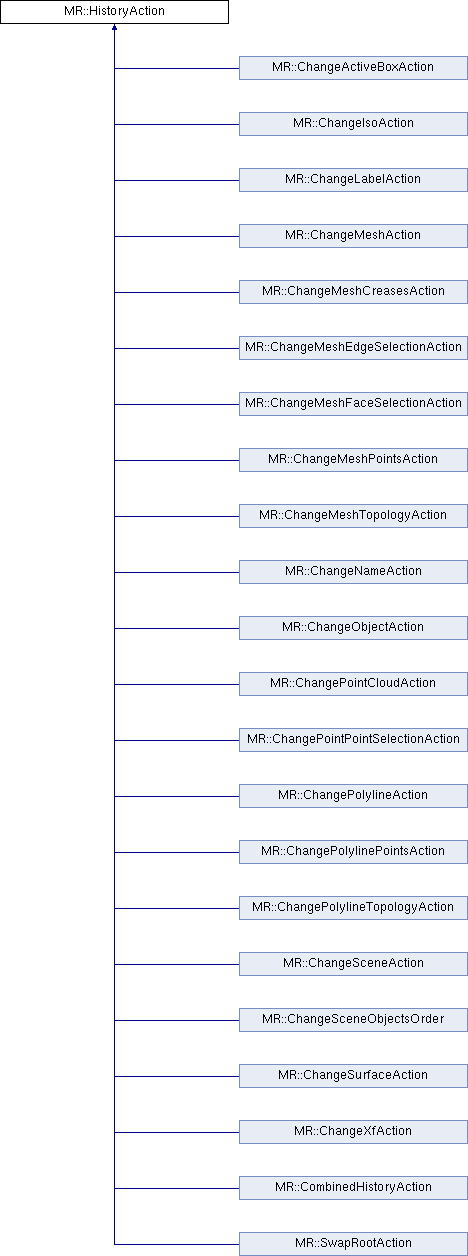 MR::HistoryAction
MR::ChangeActiveBoxAction
MR::ChangeIsoAction
MR::ChangeLabelAction
MR::ChangeMeshAction
MR::ChangeMeshCreasesAction
MR::ChangeMeshEdgeSelectionAction
MR::ChangeMeshFaceSelectionAction
MR::ChangeMeshPointsAction
MR::ChangeMeshTopologyAction
MR::ChangeNameAction
MR::ChangeObjectAction
MR::ChangePointCloudAction
MR::ChangePointPointSelectionAction
MR::ChangePolylineAction
MR::ChangePolylinePointsAction
MR::ChangePolylineTopologyAction
MR::ChangeSceneAction
MR::ChangeSceneObjectsOrder
MR::ChangeSurfaceAction
MR::ChangeXfAction
MR::CombinedHistoryAction
MR::SwapRootAction